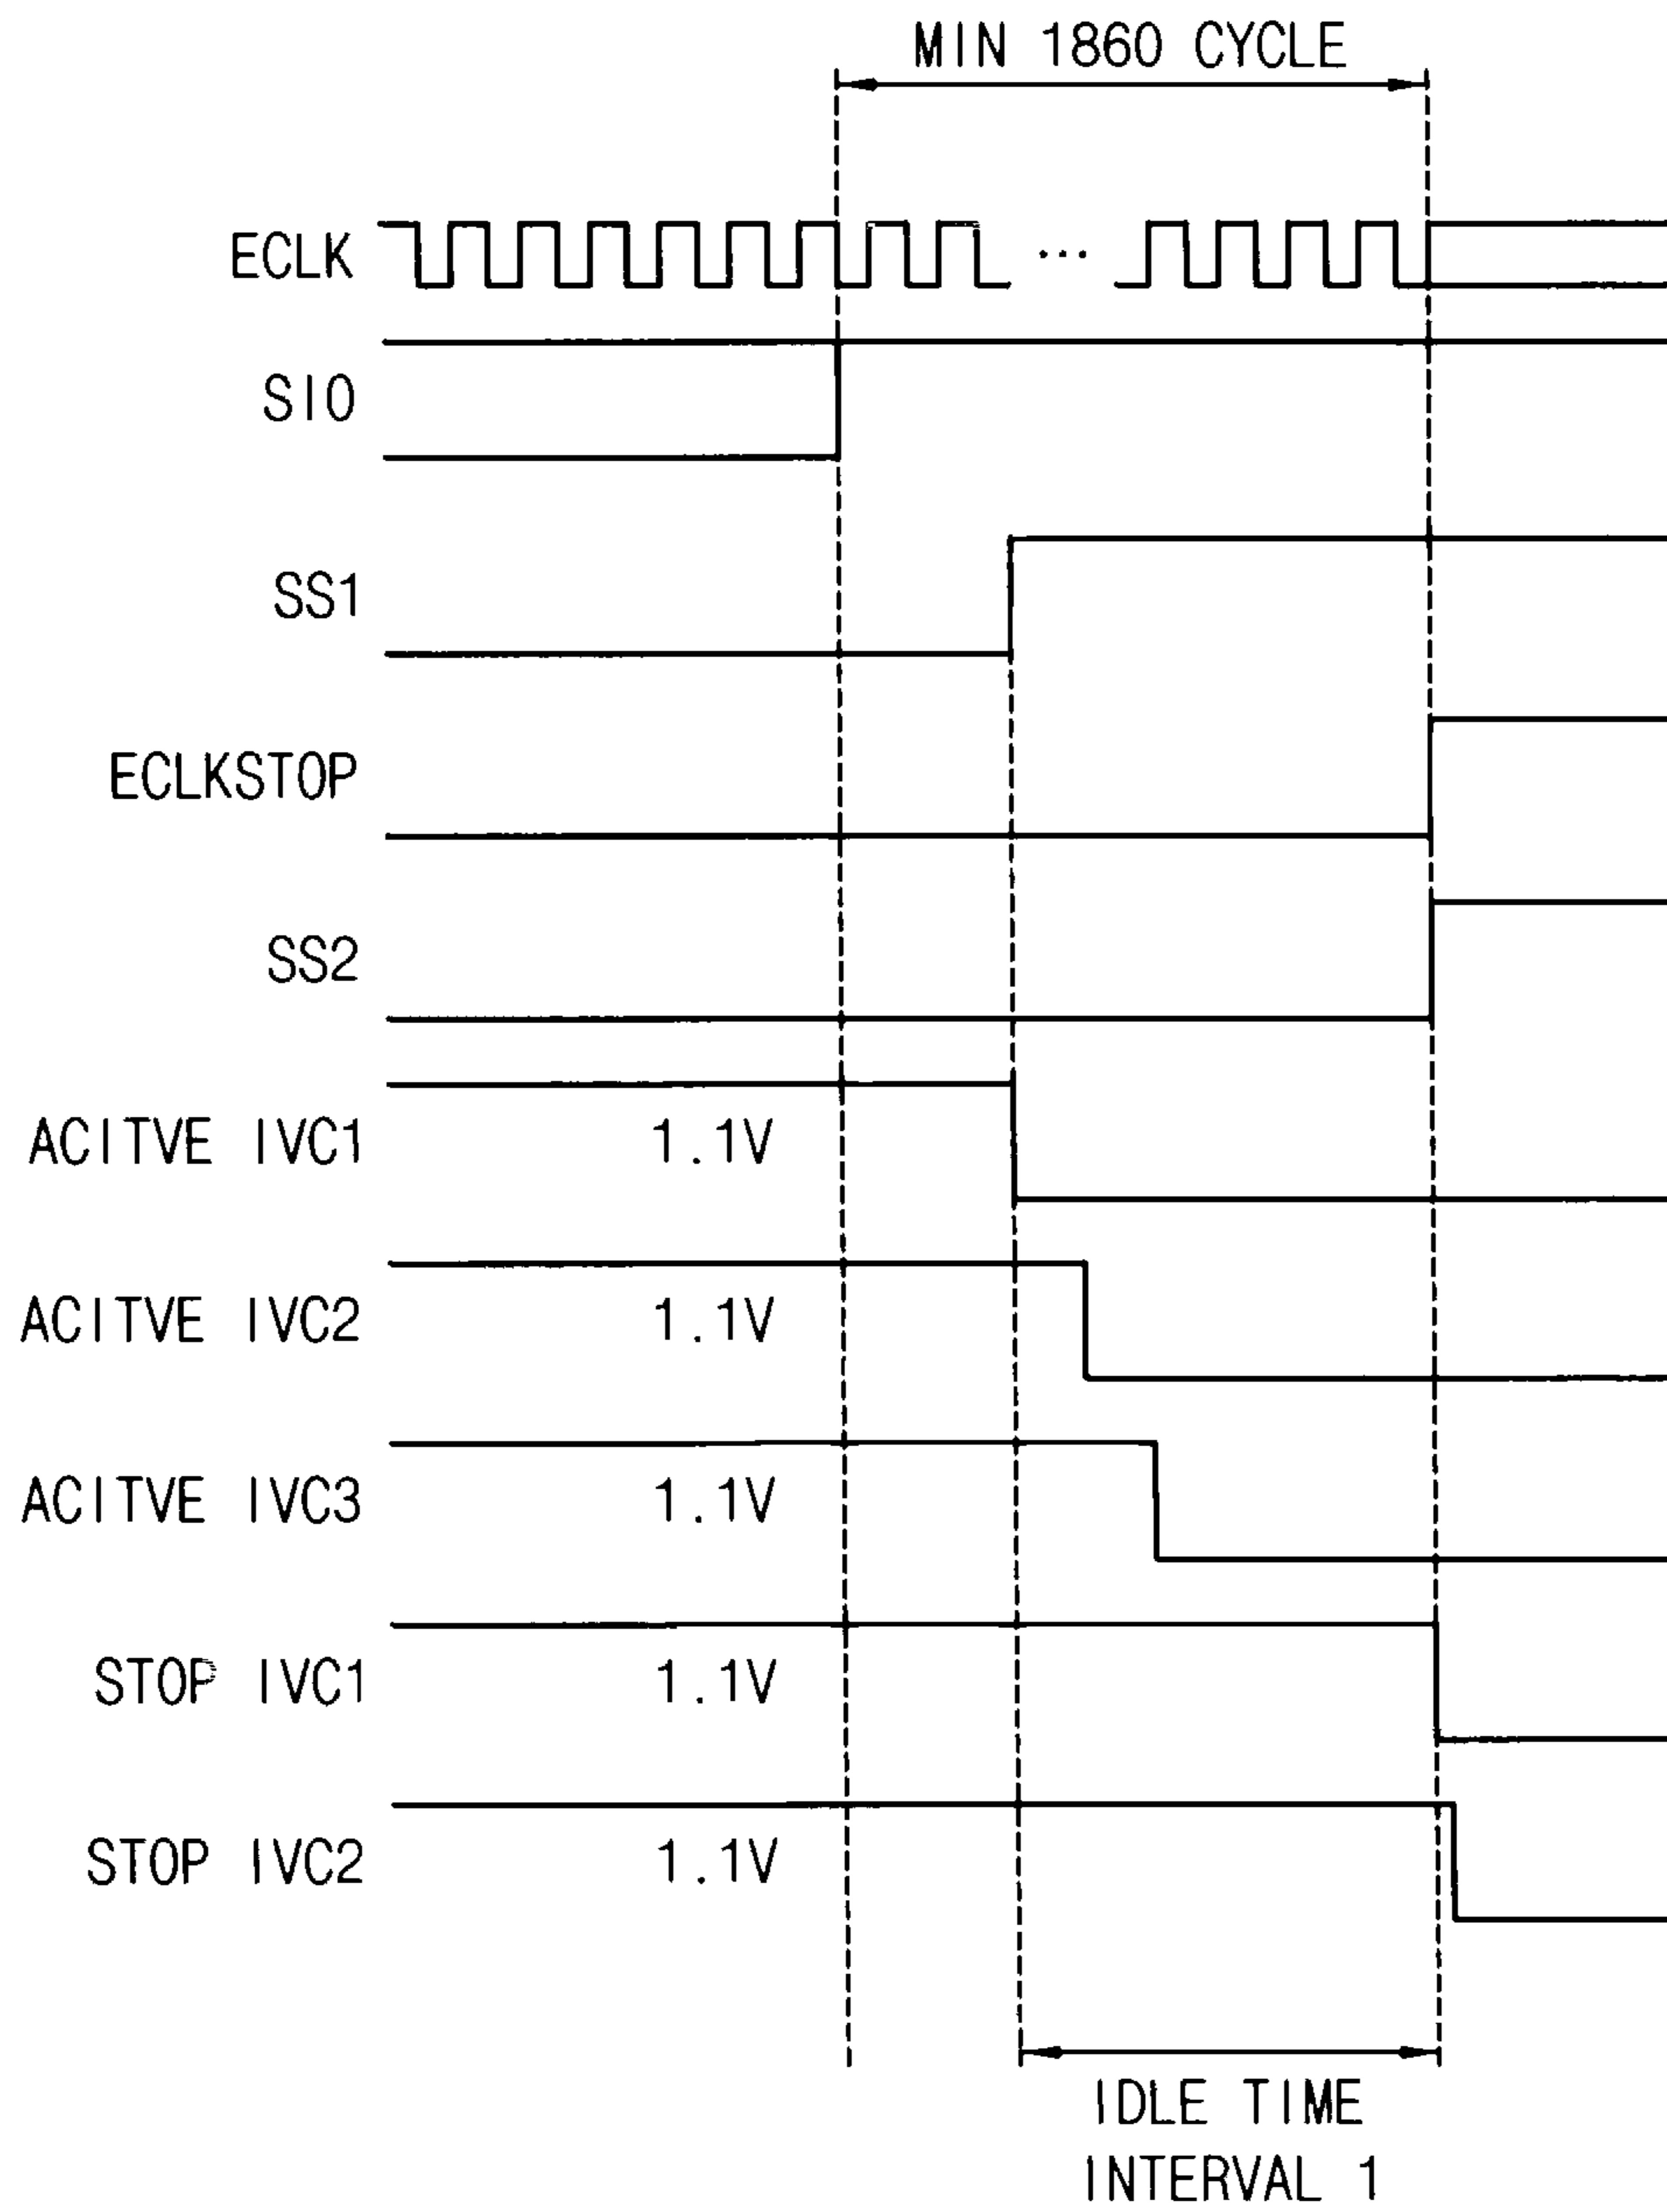 MIN 1860 CYCLE
ECLK
...
SIO
SS1
ECLKSTOP
SS2
ACITVE IVC1 1.1V
ACITVE IVC2 1.1V
ACITVE IVC3 1.1V
STOP IVC1 1.1V
STOP IVC2 1.1V
IDLE TIME
INTERVAL 1